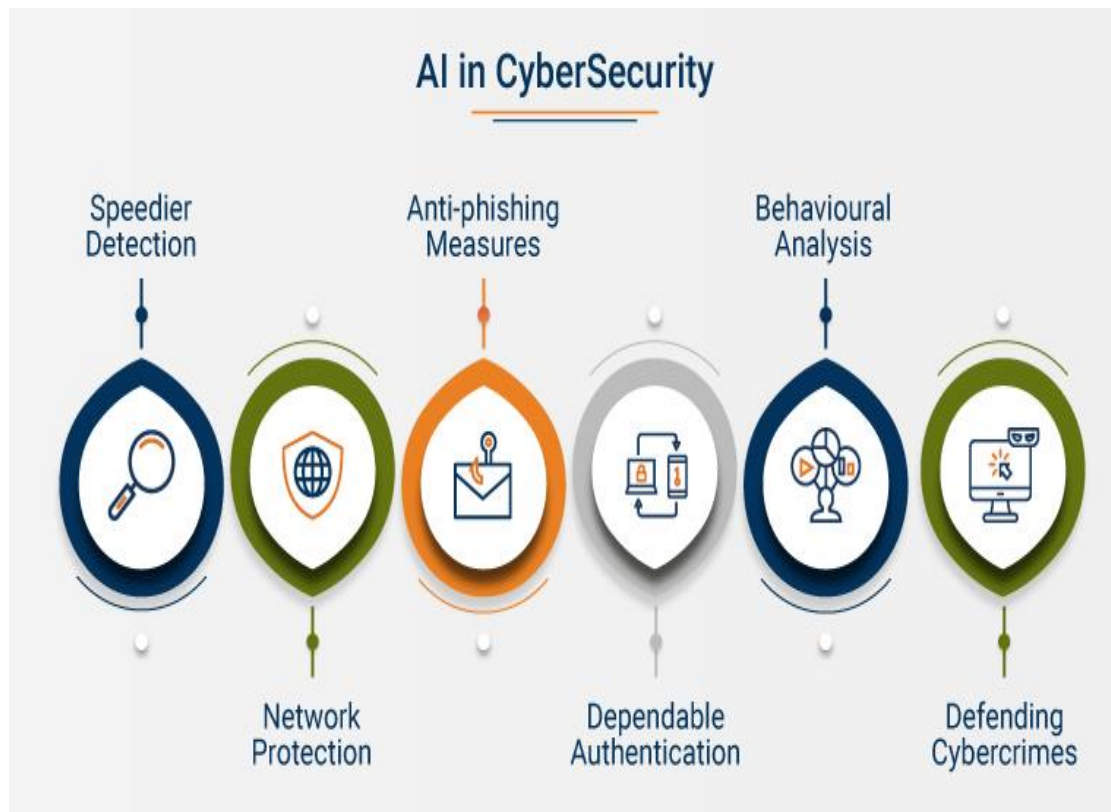 AI in CyberSecurity
Speedier
Detection
Anti-phishing
Measures
Behavioural
Analysis
Network
Protection
Dependable
Authentication
Defending
Cybercrimes